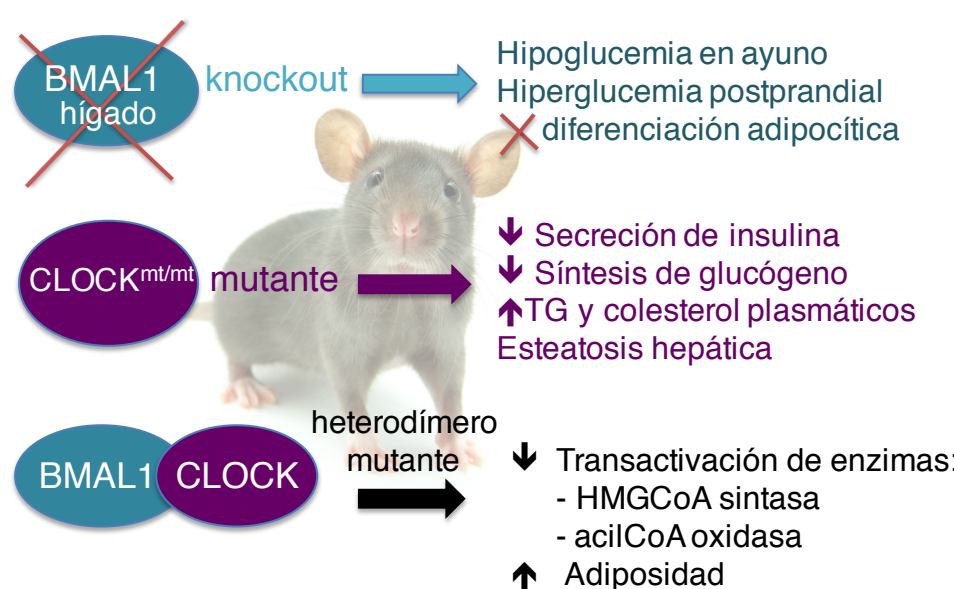 BMAL1
hígado
knockout
Hipoglucemia en ayuno
Hiperglucemia postprandial
diferenciación adipocítica
CLOCKmt/mt
mutante
↓ Secreción de insulina
↓ Síntesis de glucógeno
↑TG y colesterol plasmáticos
Esteatosis hepática
BMAL1
CLOCK
heterodímero
mutante
↓ Transactivación de enzimas:
- HMGCoA sintasa
- acilCoA oxidasa
↑ Adiposidad